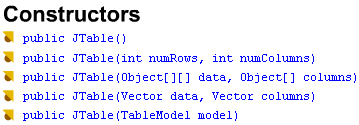 Constructors
public JTable()
public JTable(int numRows, int numColumns)
public JTable(Object[][] data, Object[] columns)
public JTable(Vector data, Vector columns)
public JTable(TableModel model)